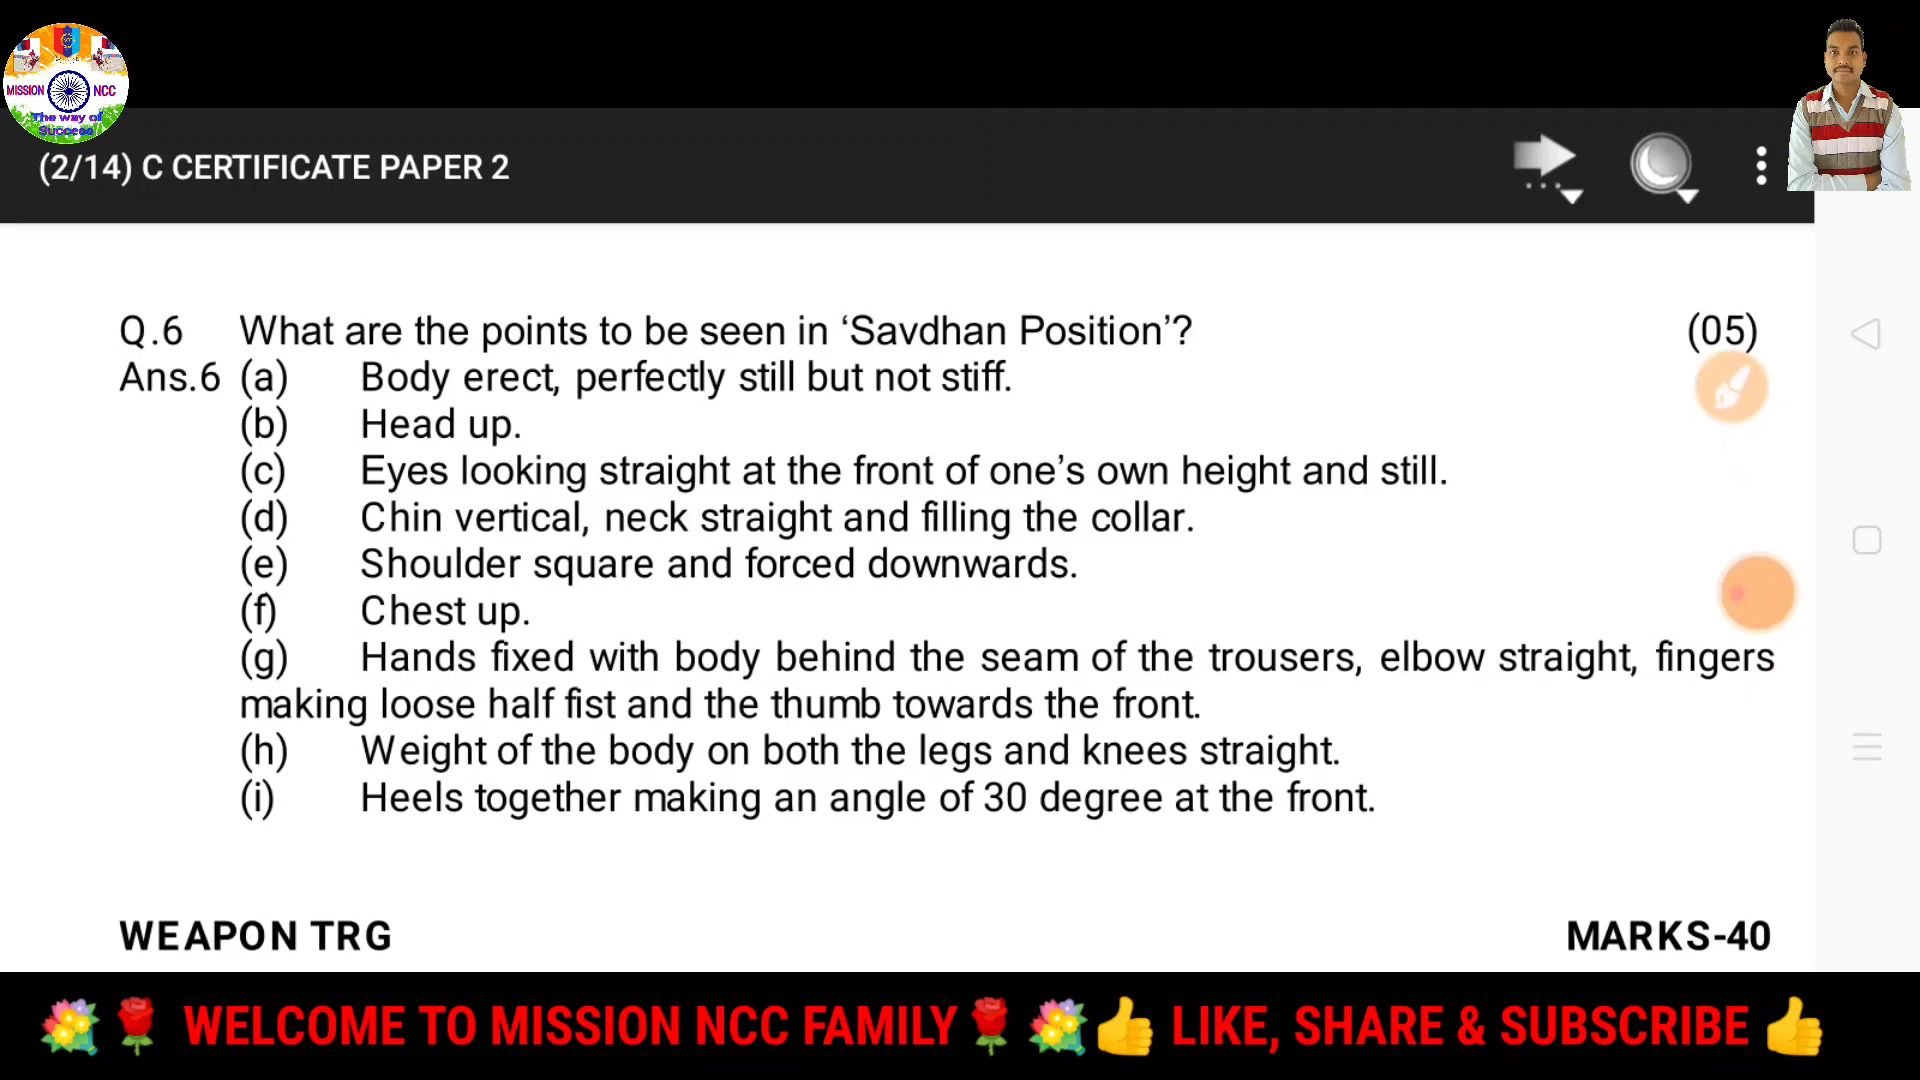 MISSION NCC
The way of
Success
(2/14) C CERTIFICATE PAPER 2
Q.6 What are the points to be seen in ‘Savdhan Position’? (05)
Ans.6 (a) Body erect, perfectly still but not stiff.
(b) Head up.
(c) Eyes looking straight at the front of one’s own height and still.
(d) Chin vertical, neck straight and filling the collar.
(e) Shoulder square and forced downwards.
(f) Chest up.
(g) Hands fixed with body behind the seam of the trousers, elbow straight, fingers
making loose half fist and the thumb towards the front.
(h) Weight of the body on both the legs and knees straight.
(i) Heels together making an angle of 30 degree at the front.
WEAPON TRG MARKS-40
💐🌹 WELCOME TO MISSION NCC FAMILY🌹💐👍 LIKE, SHARE & SUBSCRIBE 👍